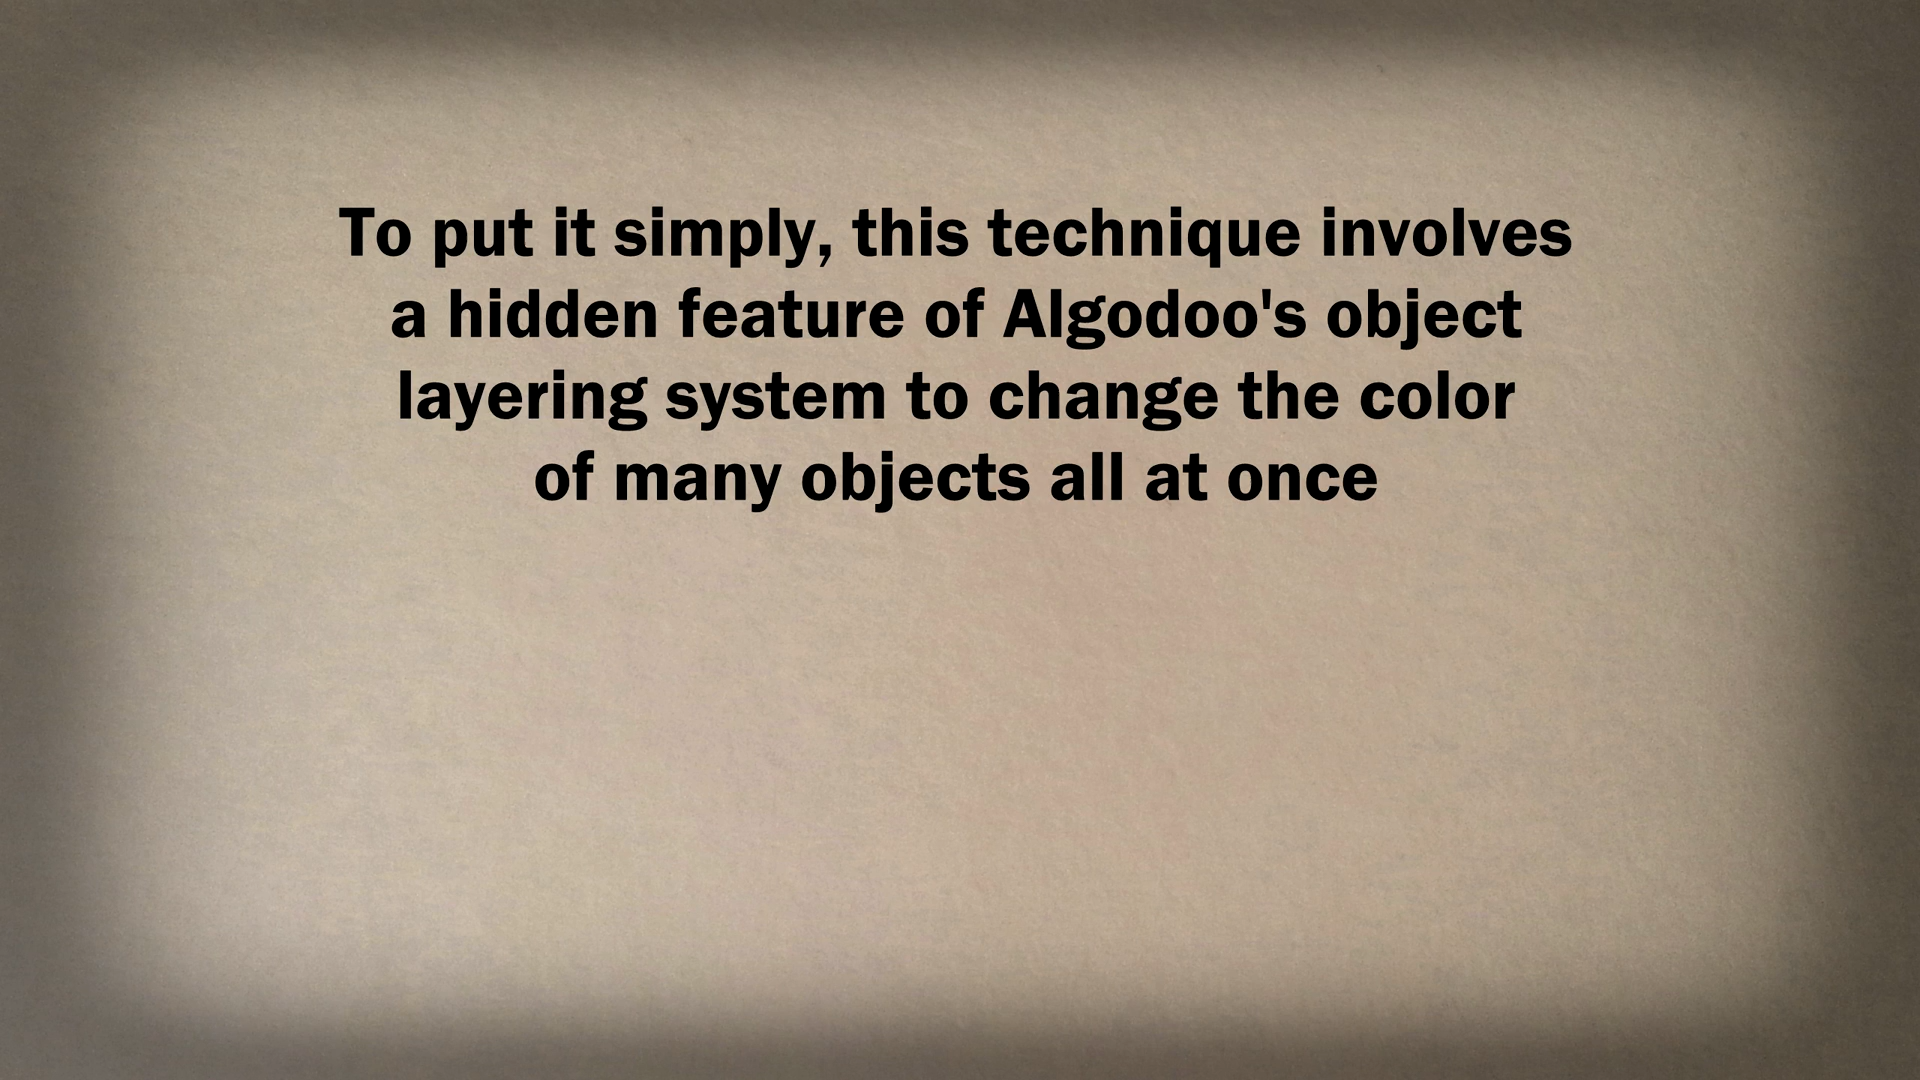 To put it simply, this technique involves
a hidden feature of Algodoo's object
layering system to change the color
of many objects all at once